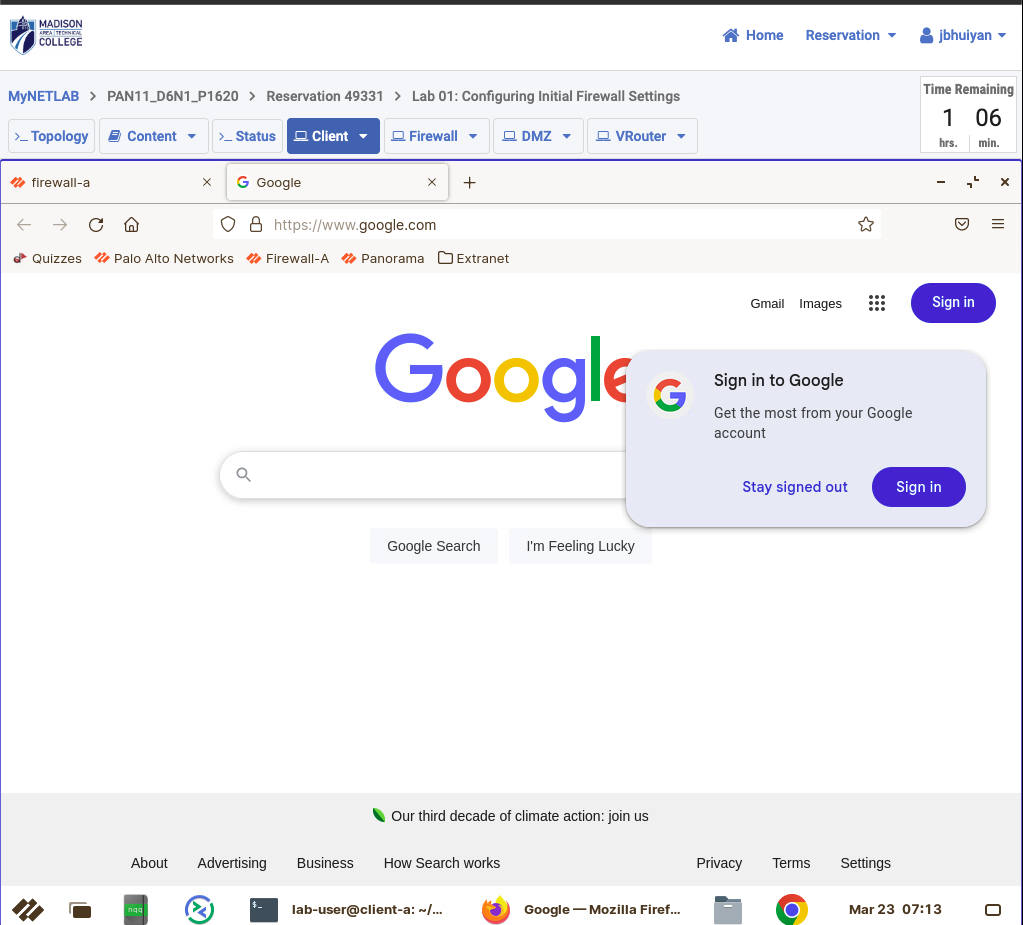 MADISON
AREA | TECHNICAL
COLLEGE
Home
Reservation
jbhuiyan
MyNETLAB > PAN11_D6N1_P1620 > Reservation 49331 > Lab 01: Configuring Initial Firewall Settings
Time Remaining
1 06
hrs. min.
>_ Topology
Content
>_ Status
Client
Firewall
DMZ
VRouter
firewall-a
Google
https://www.google.com
Quizzes
Palo Alto Networks
Firewall-A
Panorama
Extranet
Gmail
Images
Sign in
Google
Sign in to Google
Get the most from your Google
account
Stay signed out
Sign in
Google Search
I'm Feeling Lucky
Our third decade of climate action: join us
About
Advertising
Business
How Search works
Privacy
Terms
Settings
nqq
$_
lab-user@client-a: ~/...
Google — Mozilla Firef...
Mar 23 07:13